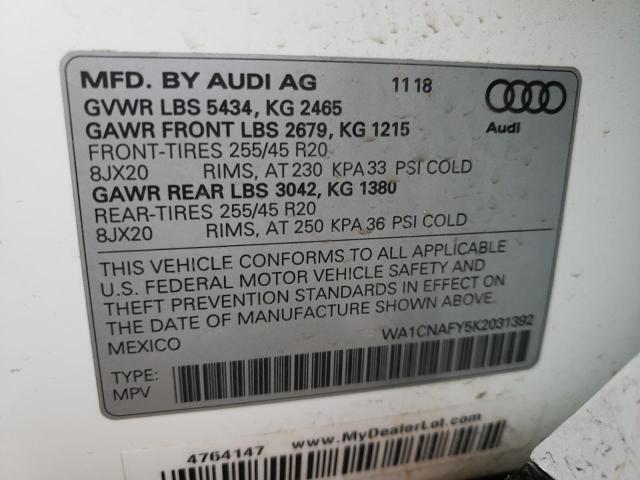 MFD. BY AUDI AG 11 18
GVWR LBS 5434, KG 2465
GAWR FRONT LBS 2679, KG 1215
Audi
FRONT-TIRES 255/45 R20
8JX20 RIMS, AT 230 KPA 33 PSI COLD
GAWR REAR LBS 3042, KG 1380
REAR-TIRES 255/45 R20
8JX20 RIMS, AT 250 KPA 36 PSI COLD
THIS VEHICLE CONFORMS TO ALL APPLICABLE
U.S. FEDERAL MOTOR VEHICLE SAFETY AND
THEFT PREVENTION STANDARDS IN EFFECT ON
THE DATE OF MANUFACTURE SHOWN ABOVE.
MEXICO
WA1CNAFY5K2031392
TYPE:
MPV
4764147 www.MyDealerLot.com